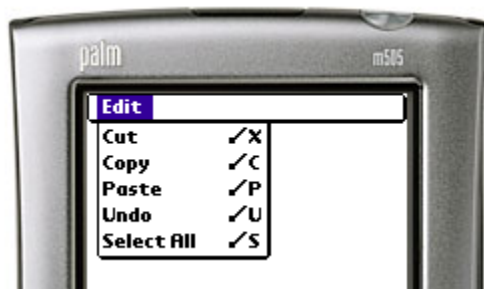 palm m505
Edit
Cut ✓X
Copy ✓C
Paste ✓P
Undo ✓U
Select All ✓S